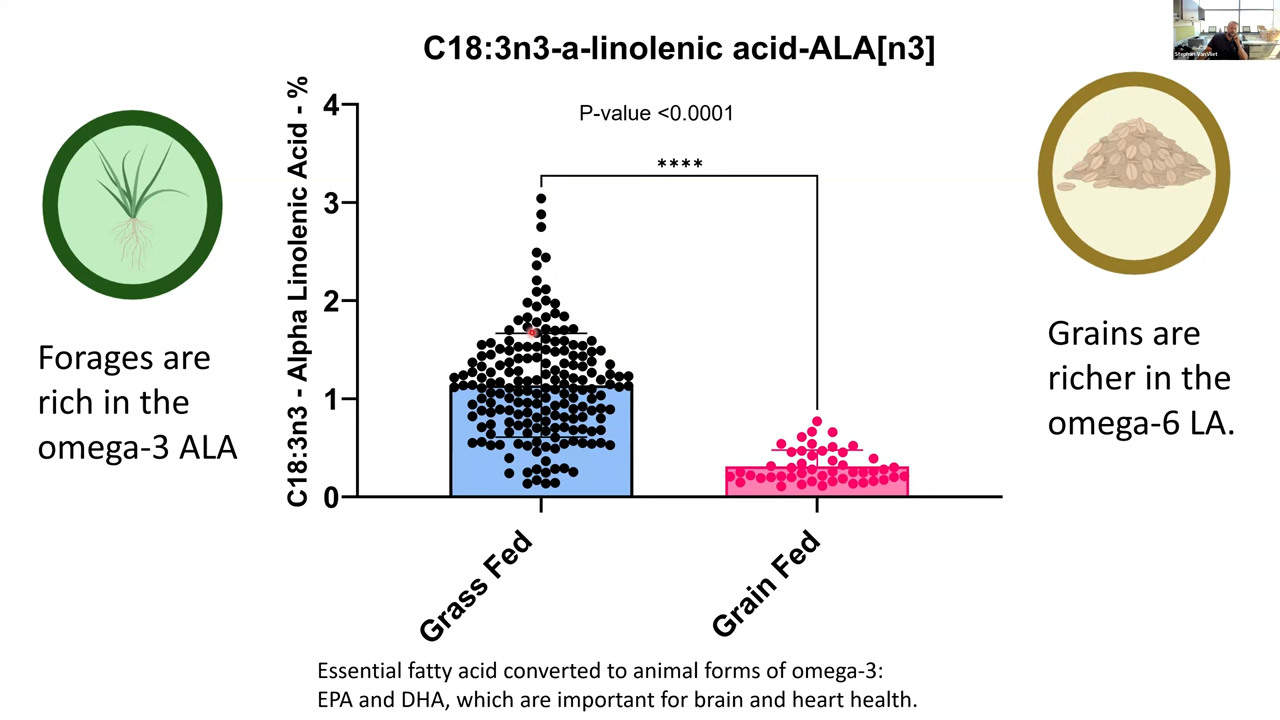 C18:3n3-a-linolenic acid-ALA[n3]
Stephan VanVliet
P-value <0.0001
****
C18:3n3 - Alpha Linolenic Acid - %
4
3
2
1
0
Grass Fed
Grain Fed
Forages are
rich in the
omega-3 ALA
Grains are
richer in the
omega-6 LA.
Essential fatty acid converted to animal forms of omega-3:
EPA and DHA, which are important for brain and heart health.